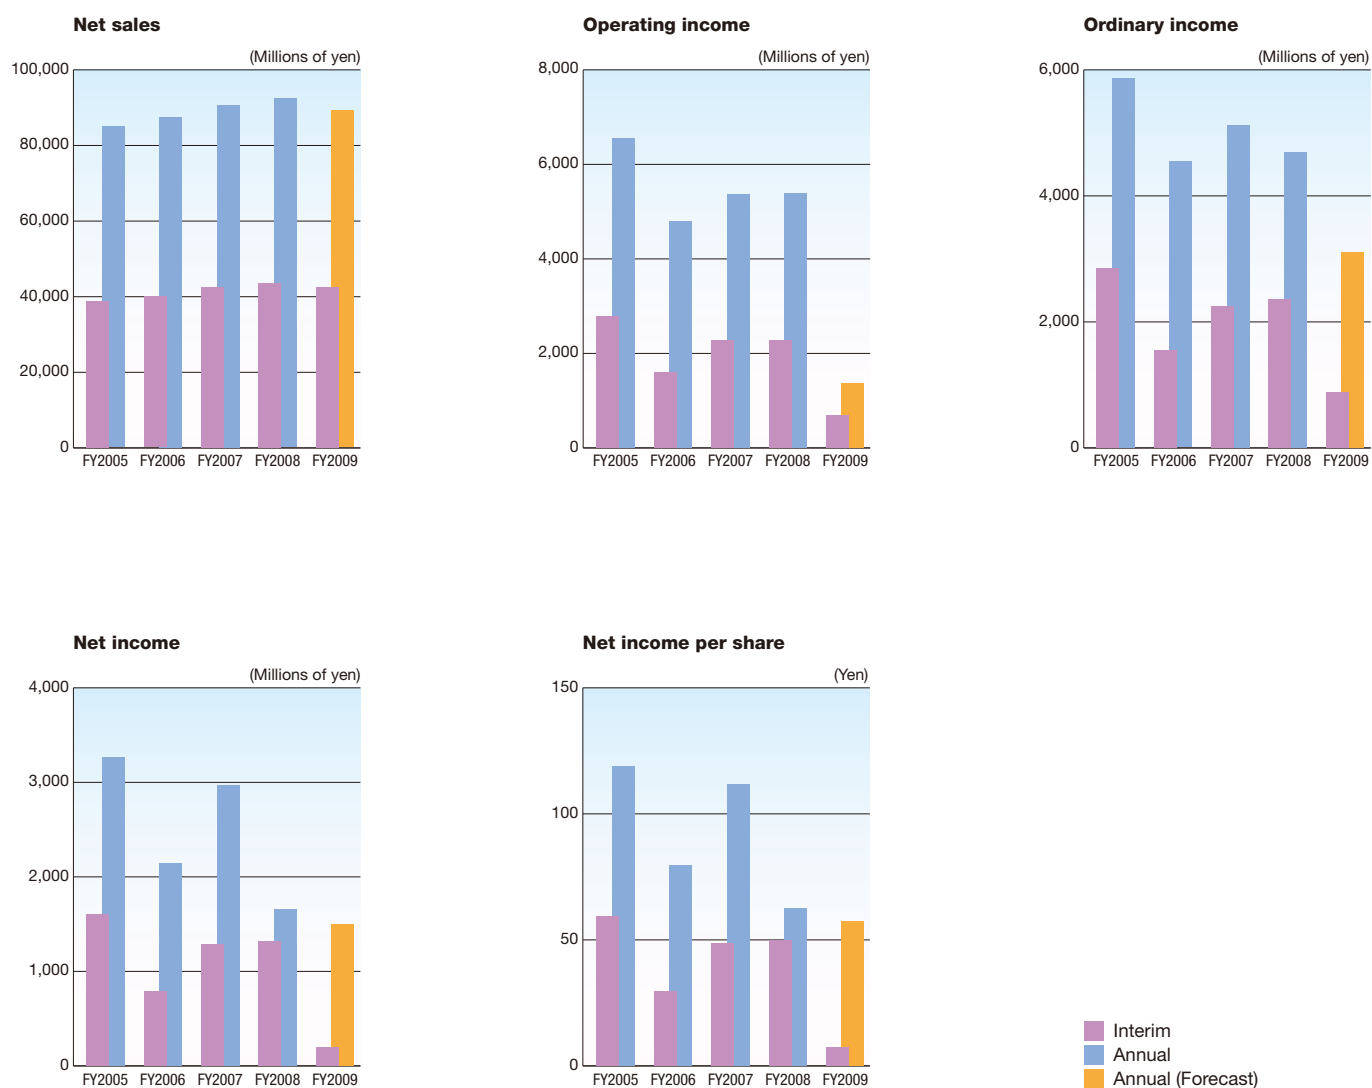 Net sales
(Millions of yen)
100,000
80,000
60,000
40,000
20,000
0
FY2005 FY2006 FY2007 FY2008 FY2009
Operating income
(Millions of yen)
8,000
6,000
4,000
2,000
0
FY2005 FY2006 FY2007 FY2008 FY2009
Ordinary income
(Millions of yen)
6,000
4,000
2,000
0
FY2005 FY2006 FY2007 FY2008 FY2009
Net income
(Millions of yen)
4,000
3,000
2,000
1,000
0
FY2005 FY2006 FY2007 FY2008 FY2009
Net income per share
(Yen)
150
100
50
0
FY2005 FY2006 FY2007 FY2008 FY2009
Interim
Annual
Annual (Forecast)